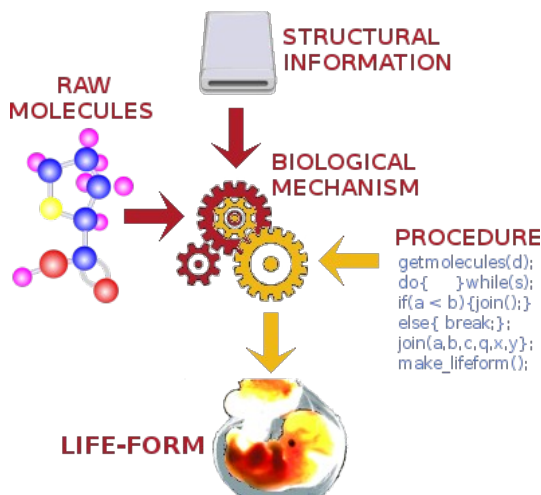 STRUCTURAL
INFORMATION
RAW
MOLECULES
BIOLOGICAL
MECHANISM
PROCEDURE
getmolecules(d);
do{    }while(s);
if(a < b){join();}
else{ break;};
join(a,b,c,q,x,y};
make_lifeform();
LIFE-FORM